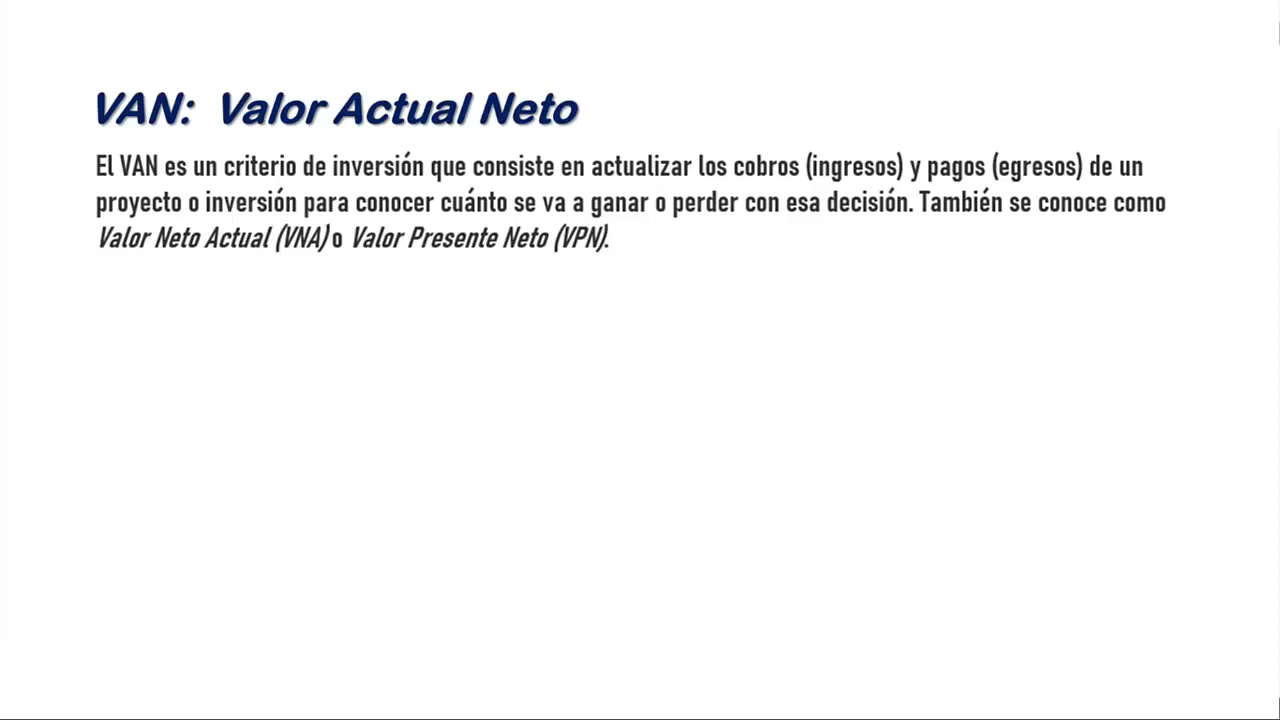 VAN: Valor Actual Neto
El VAN es un criterio de inversión que consiste en actualizar los cobros (ingresos) y pagos (egresos) de un
proyecto o inversión para conocer cuánto se va a ganar o perder con esa decisión. También se conoce como
Valor Neto Actual (VNA) o Valor Presente Neto (VPN).